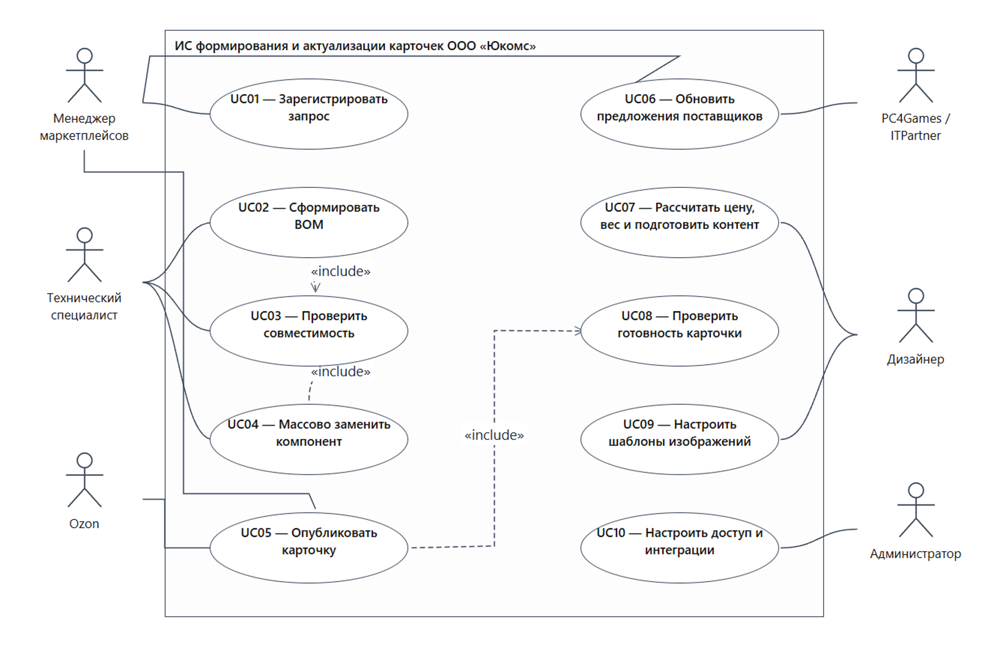 ИС формирования и актуализации карточек ООО «Юкомс»
Менеджер
маркетплейсов
UC01 — Зарегистрировать
запрос
UC06 — Обновить
предложения поставщиков
PC4Games /
ITPartner
UC02 — Сформировать
BOM
UC07 — Рассчитать цену,
вес и подготовить контент
«include»
Технический
специалист
UC03 — Проверить
совместимость
UC08 — Проверить
готовность карточки
Дизайнер
«include»
UC04 — Массово заменить
компонент
«include»
UC09 — Настроить
шаблоны изображений
Ozon
UC05 — Опубликовать
карточку
UC10 — Настроить доступ и
интеграции
Администратор